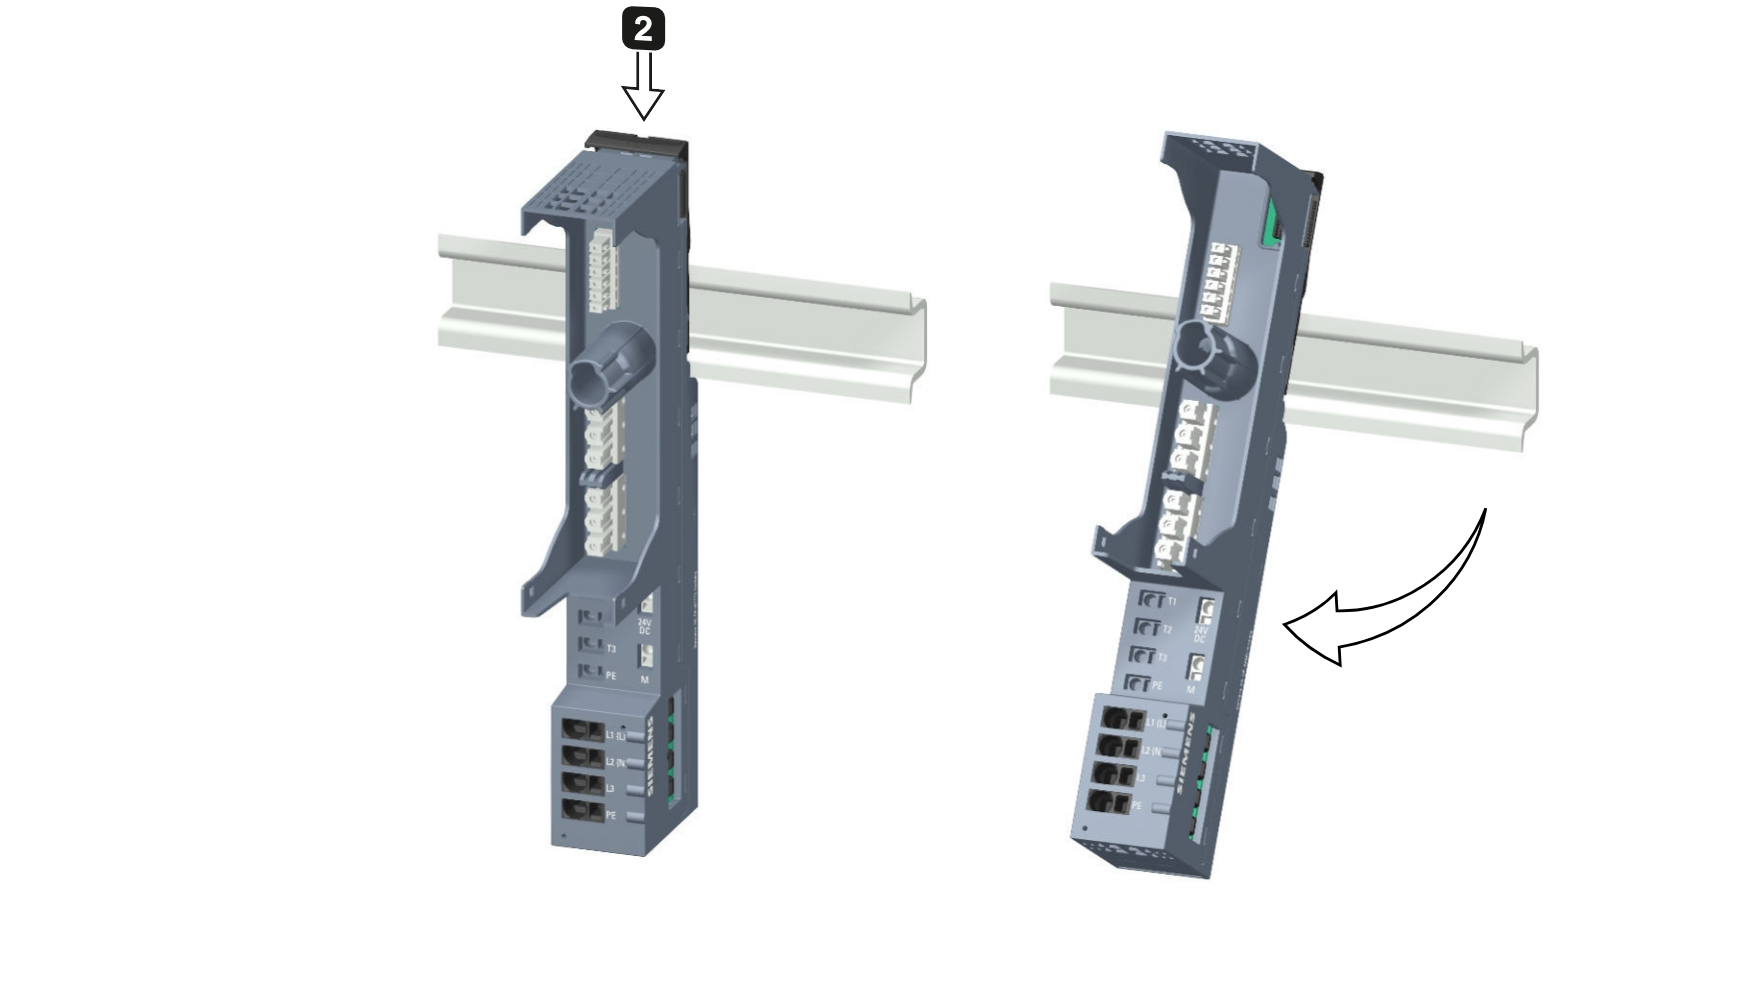 2
24V
DC
T3
PE
M
L1 (L)
L2 (N
L3
PE
SIEMENS
T1
T2
24V
DC
T3
PE
M
L1 (L)
L2 (N
L3
PE
SIEMENS